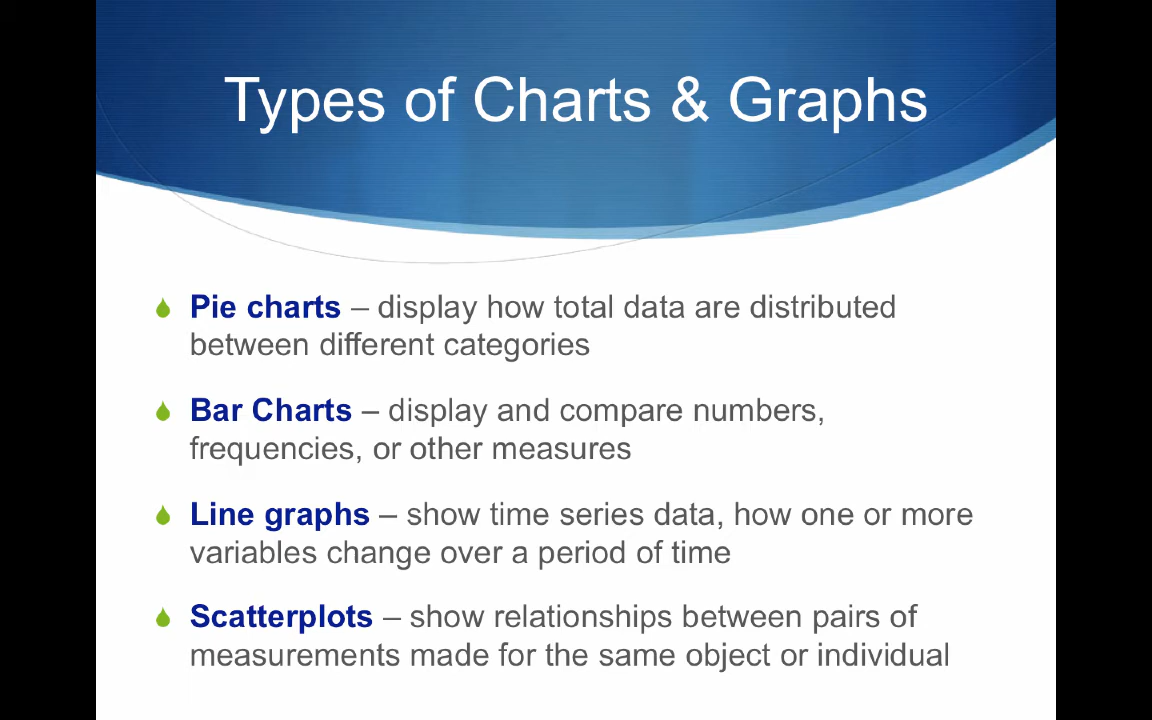 Types of Charts & Graphs
Pie charts – display how total data are distributed
between different categories
Bar Charts – display and compare numbers,
frequencies, or other measures
Line graphs – show time series data, how one or more
variables change over a period of time
Scatterplots – show relationships between pairs of
measurements made for the same object or individual